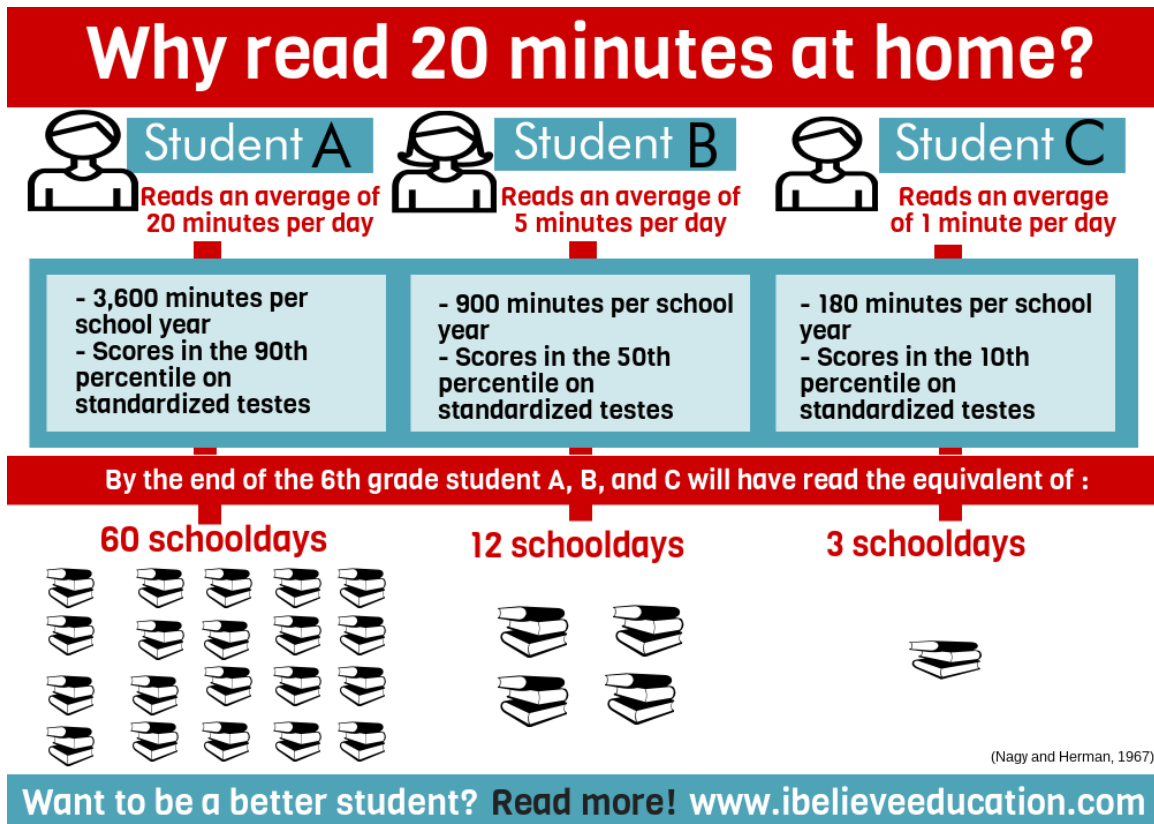 Why read 20 minutes at home?
Student A
Reads an average of
20 minutes per day
Student B
Reads an average of
5 minutes per day
Student C
Reads an average
of 1 minute per day
- 3,600 minutes per
school year
- Scores in the 90th
percentile on
standardized testes
- 900 minutes per school
year
- Scores in the 50th
percentile on
standardized testes
- 180 minutes per school
year
- Scores in the 10th
percentile on
standardized testes
By the end of the 6th grade student A, B, and C will have read the equivalent of :
60 schooldays
12 schooldays
3 schooldays
(Nagy and Herman, 1967)
Want to be a better student? Read more! www.ibelieveeducation.com